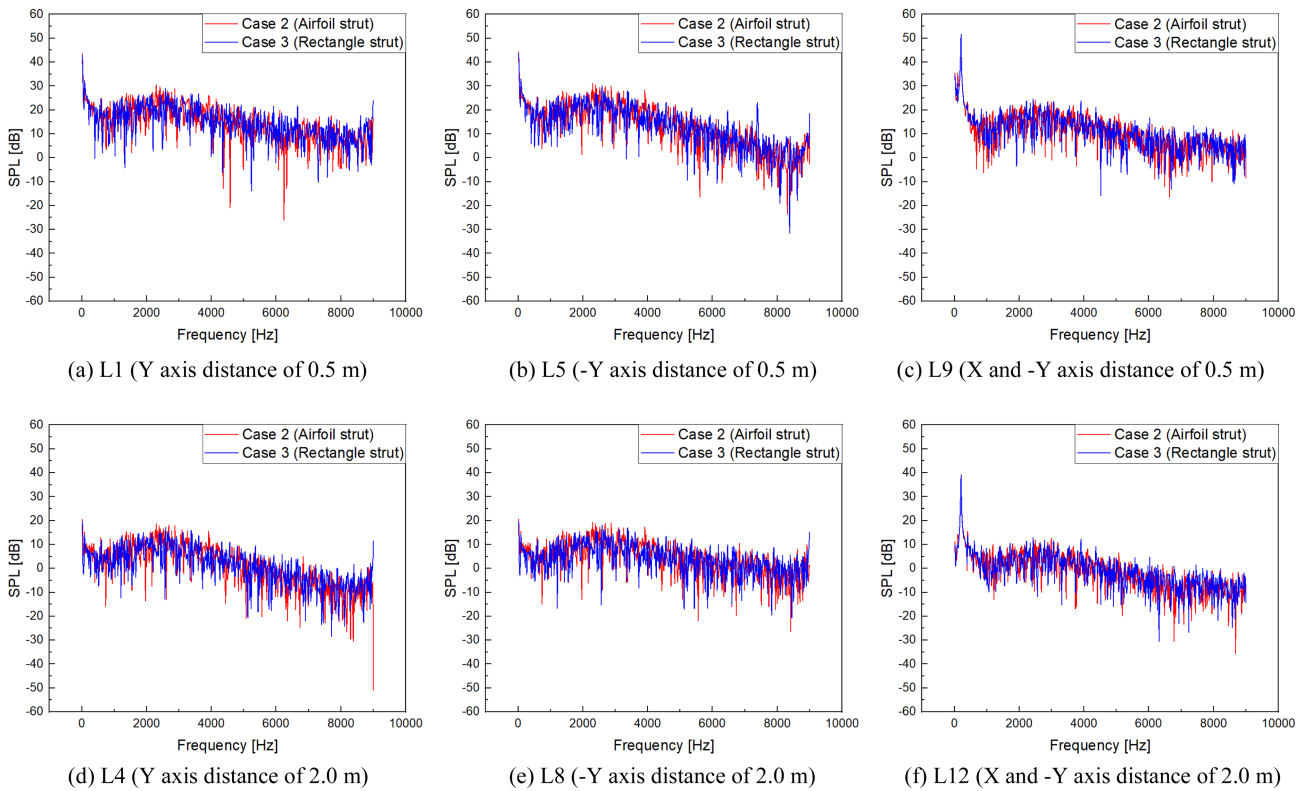 Case 2 (Airfoil strut)
Case 3 (Rectangle strut)
60
50
40
30
20
10
0
-10
-20
-30
-40
-50
-60
SPL [dB]
0 2000 4000 6000 8000 10000
Frequency [Hz]
(a) L1 (Y axis distance of 0.5 m)
Case 2 (Airfoil strut)
Case 3 (Rectangle strut)
60
50
40
30
20
10
0
-10
-20
-30
-40
-50
-60
SPL [dB]
0 2000 4000 6000 8000 10000
Frequency [Hz]
(b) L5 (-Y axis distance of 0.5 m)
Case 2 (Airfoil strut)
Case 3 (Rectangle strut)
60
50
40
30
20
10
0
-10
-20
-30
-40
-50
-60
SPL [dB]
0 2000 4000 6000 8000 10000
Frequency [Hz]
(c) L9 (X and -Y axis distance of 0.5 m)
Case 2 (Airfoil strut)
Case 3 (Rectangle strut)
60
50
40
30
20
10
0
-10
-20
-30
-40
-50
-60
SPL [dB]
0 2000 4000 6000 8000 10000
Frequency [Hz]
(d) L4 (Y axis distance of 2.0 m)
Case 2 (Airfoil strut)
Case 3 (Rectangle strut)
60
50
40
30
20
10
0
-10
-20
-30
-40
-50
-60
SPL [dB]
0 2000 4000 6000 8000 10000
Frequency [Hz]
(e) L8 (-Y axis distance of 2.0 m)
Case 2 (Airfoil strut)
Case 3 (Rectangle strut)
60
50
40
30
20
10
0
-10
-20
-30
-40
-50
-60
SPL [dB]
0 2000 4000 6000 8000 10000
Frequency [Hz]
(f) L12 (X and -Y axis distance of 2.0 m)